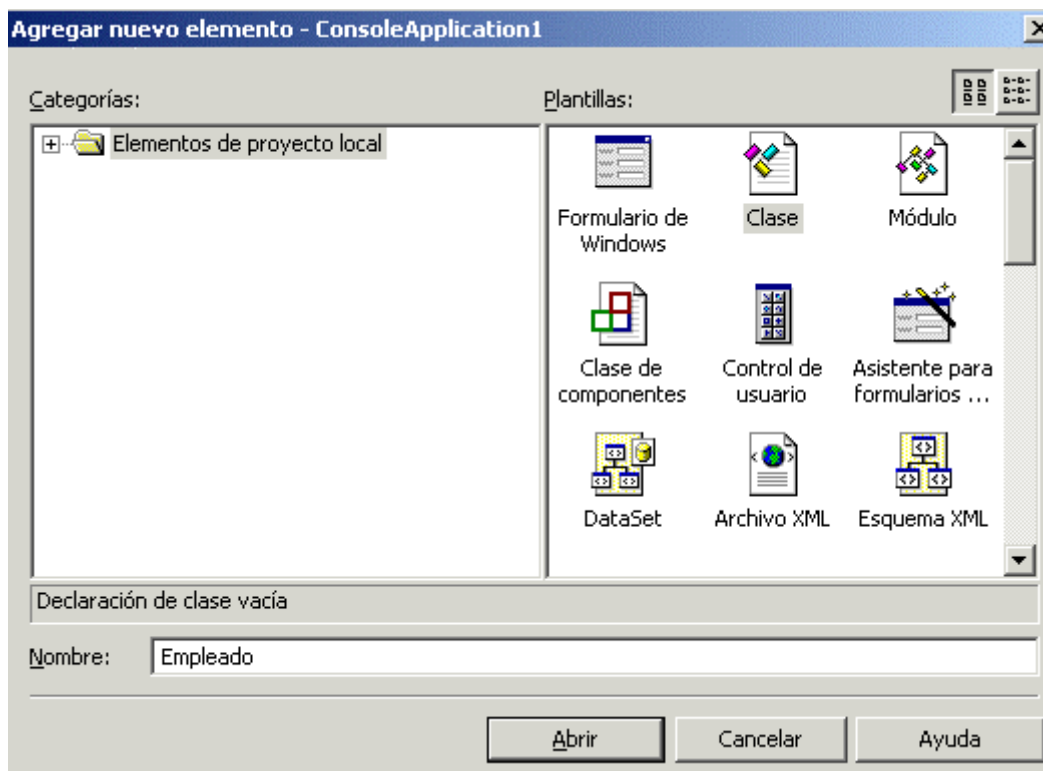 Agregar nuevo elemento - ConsoleApplication1
Categorías:
Plantillas:
Elementos de proyecto local
Formulario de
Windows
Clase
Módulo
Clase de
componentes
Control de
usuario
Asistente para
formularios ...
DataSet
Archivo XML
Esquema XML
Declaración de clase vacía
Nombre:
Empleado
Abrir
Cancelar
Ayuda